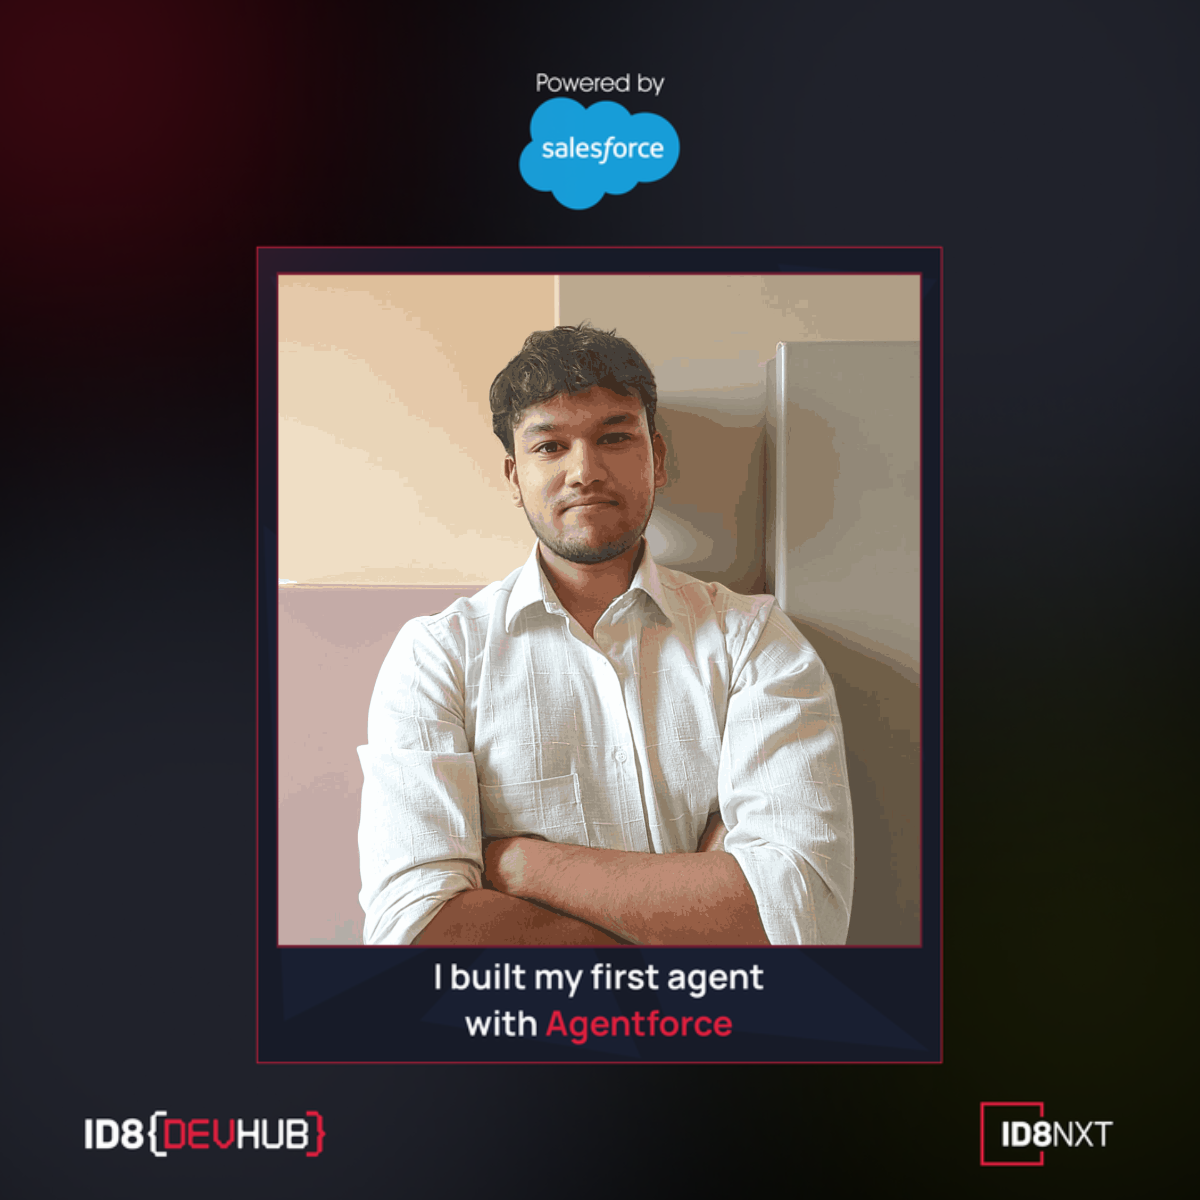 Powered by
salesforce
I built my first agent
with Agentforce
ID8{DEVHUB}
ID8NXT